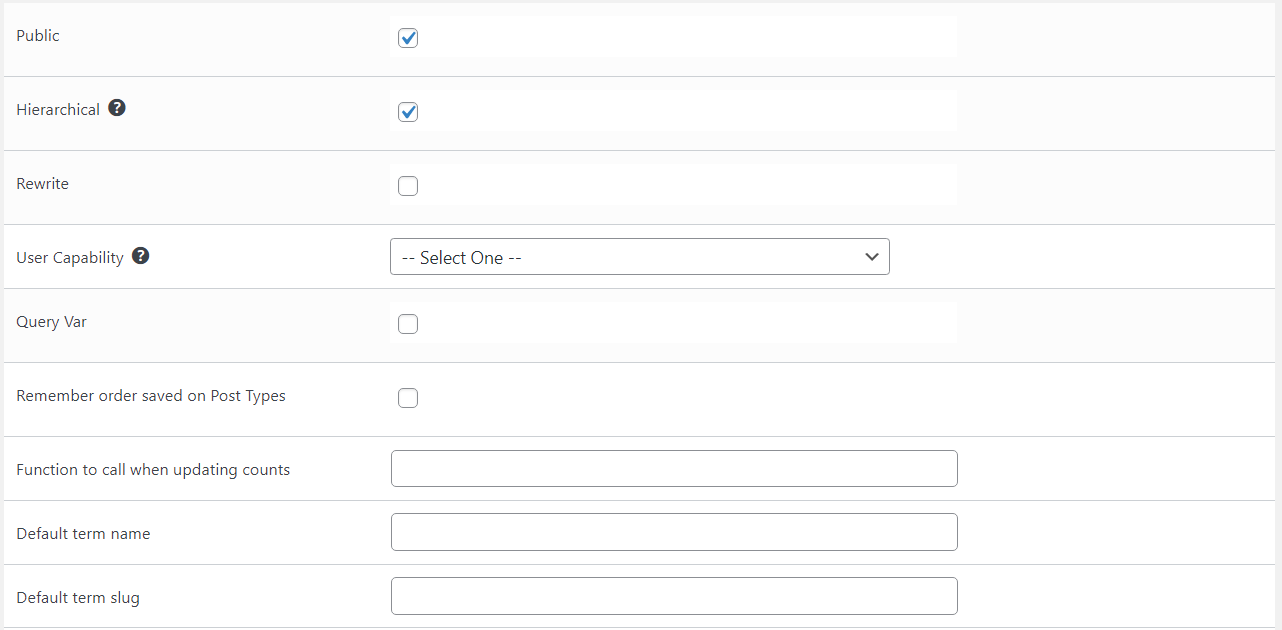 Public
Hierarchical ?
Rewrite
User Capability ? -- Select One --
Query Var
Remember order saved on Post Types
Function to call when updating counts
Default term name
Default term slug